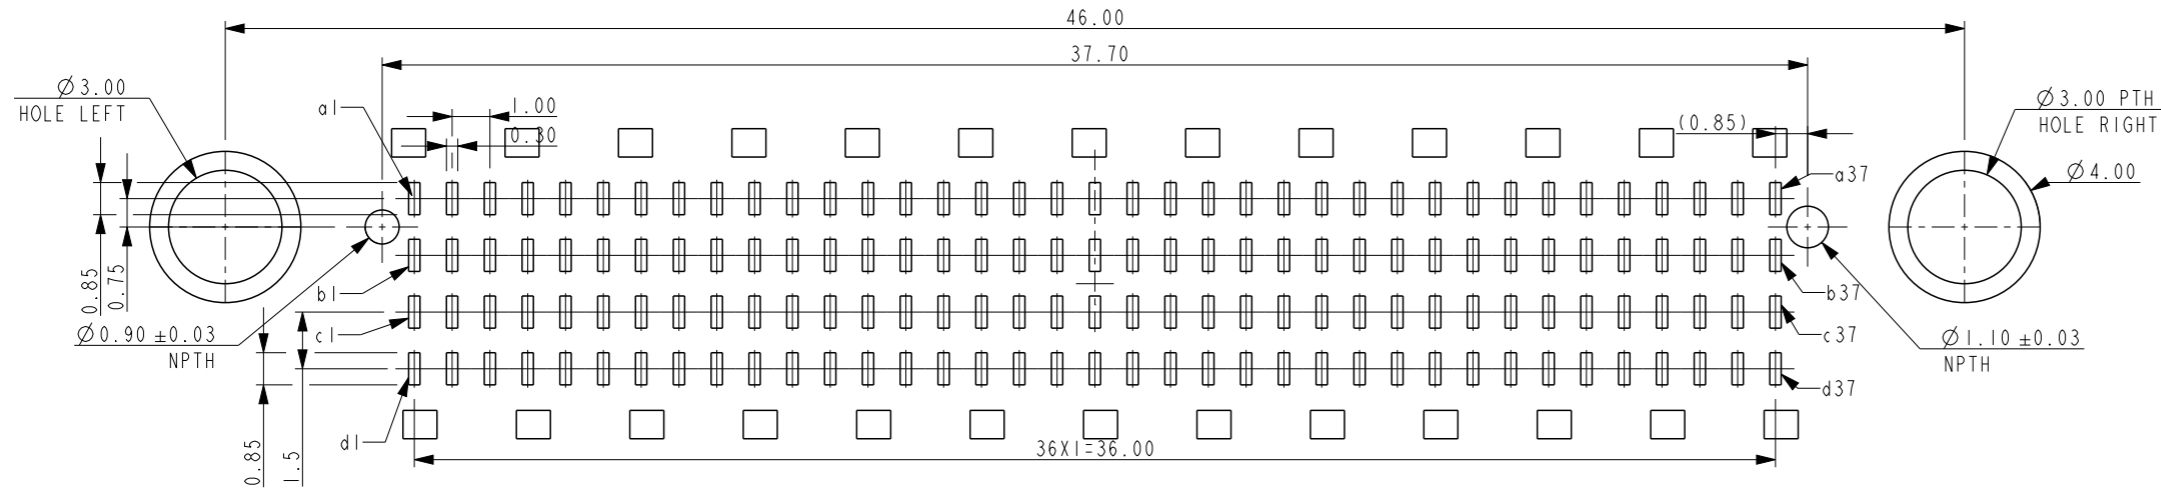 46.00
37.70
Ø3.00
HOLE LEFT
a1
1.00
0.30
(0.85)
Ø3.00 PTH
HOLE RIGHT
a37
Ø4.00
0.85
0.75
b1
b37
Ø0.90 ±0.03
NPTH
c1
c37
Ø1.10 ±0.03
NPTH
d37
d1
0.85
1.5
36X1=36.00